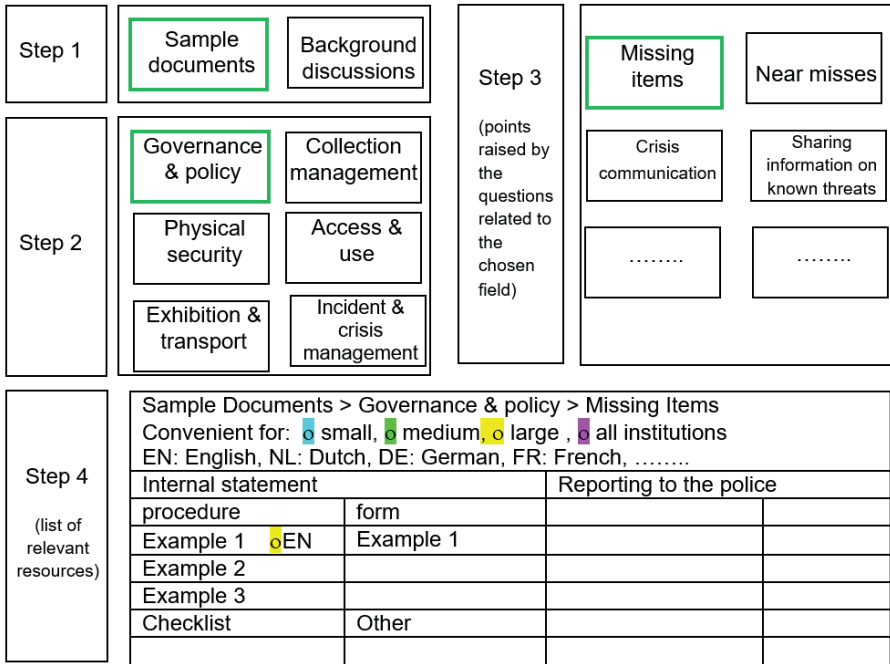 Step 1
Sample
documents
Background
discussions
Step 2
Governance
& policy
Collection
management
Physical
security
Access &
use
Exhibition &
transport
Incident &
crisis
management
Step 3
(points
raised by
the
questions
related to
the
chosen
field)
Missing
items
Near misses
Crisis
communication
Sharing
information on
known threats
........
........
Step 4
(list of
relevant
resources)
Sample Documents > Governance & policy > Missing Items
Convenient for: o small, o medium, o large , o all institutions
EN: English, NL: Dutch, DE: German, FR: French, ........
Internal statement Reporting to the police
procedure form
Example 1 oEN Example 1
Example 2
Example 3
Checklist Other